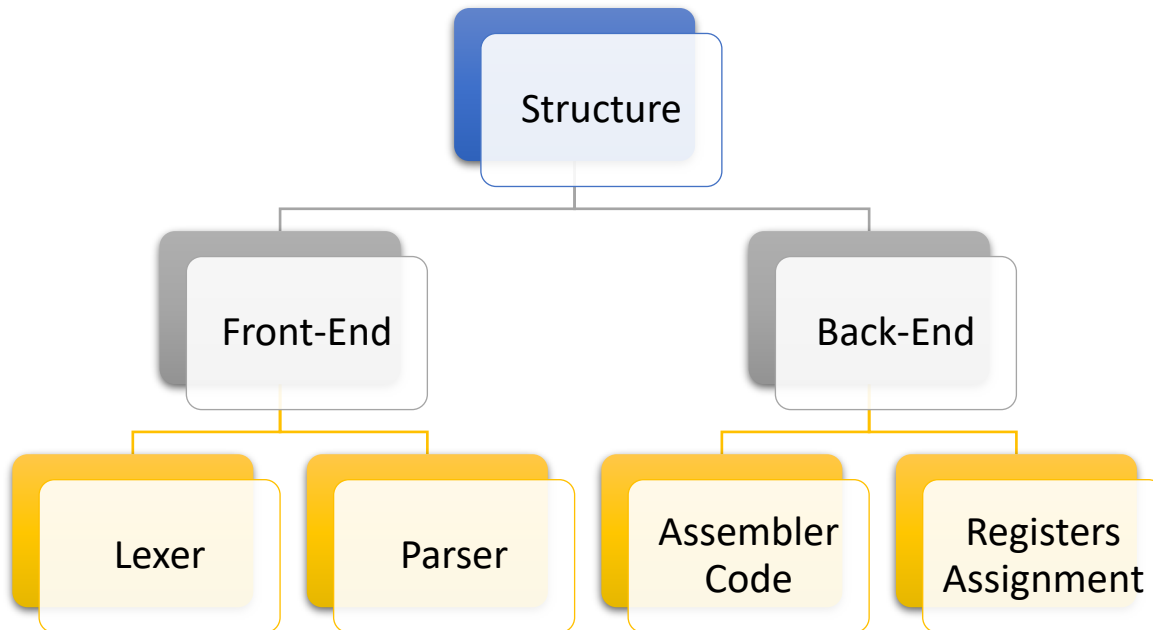 Structure
Front-End
Back-End
Lexer
Parser
Assembler
Code
Registers
Assignment